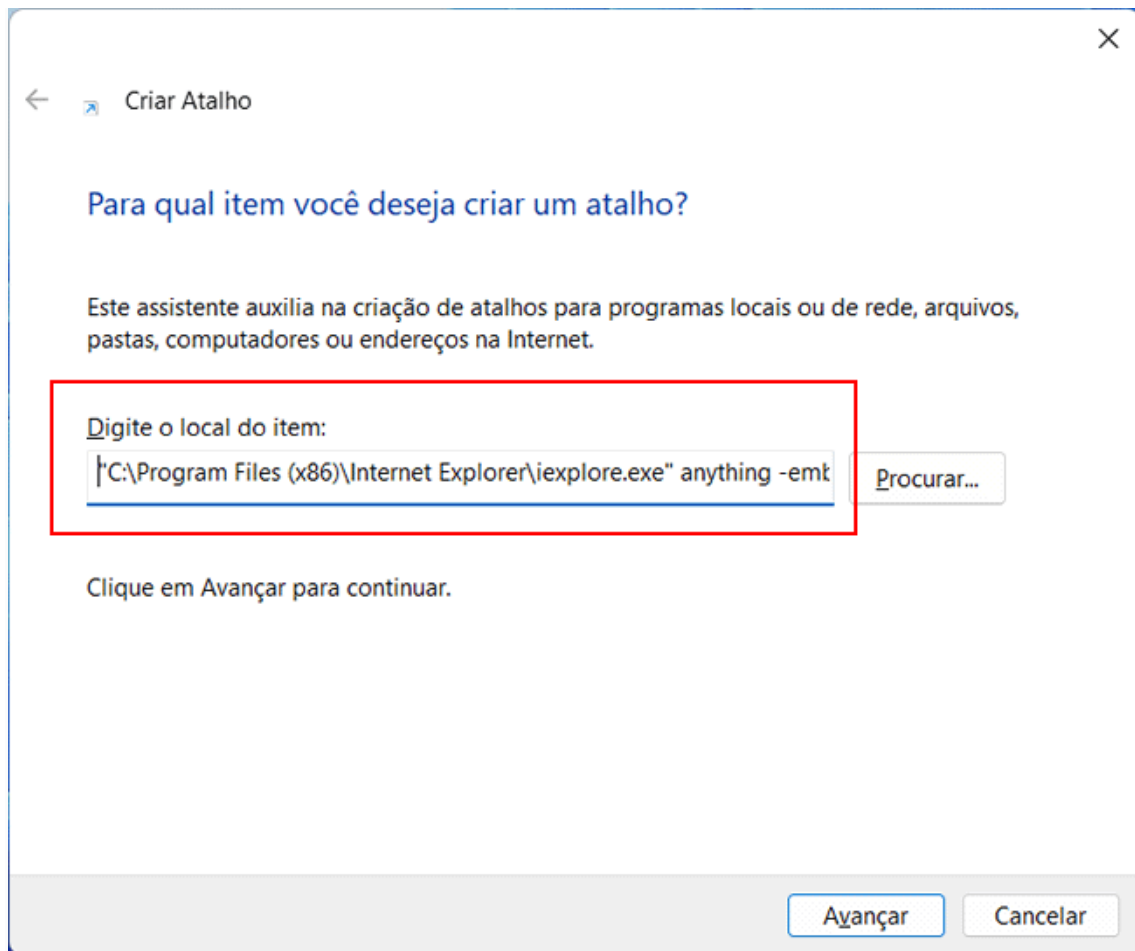 Criar Atalho
Para qual item você deseja criar um atalho?
Este assistente auxilia na criação de atalhos para programas locais ou de rede, arquivos,
pastas, computadores ou endereços na Internet.
Digite o local do item:
"C:\Program Files (x86)\Internet Explorer\iexplore.exe" anything -emb
Procurar...
Clique em Avançar para continuar.
Avançar
Cancelar